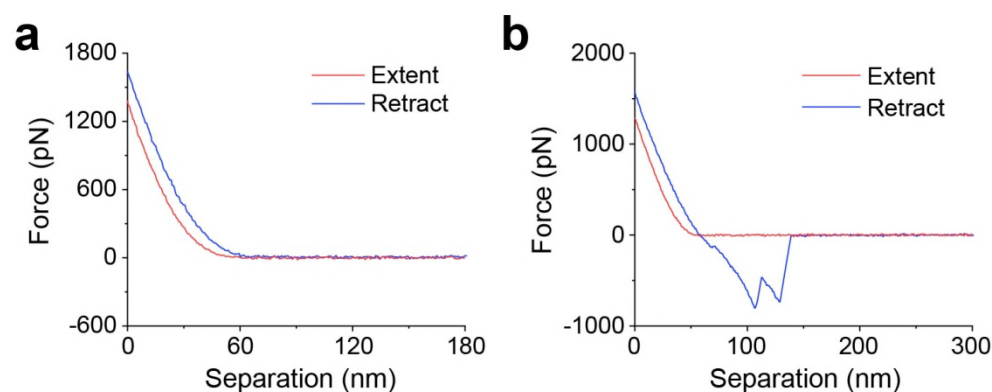 a
1800
1200
600
0
-600
Force (pN)
0
60
120
180
Separation (nm)
Extent
Retract
b
2000
1000
0
-1000
Force (pN)
0
100
200
300
Separation (nm)
Extent
Retract